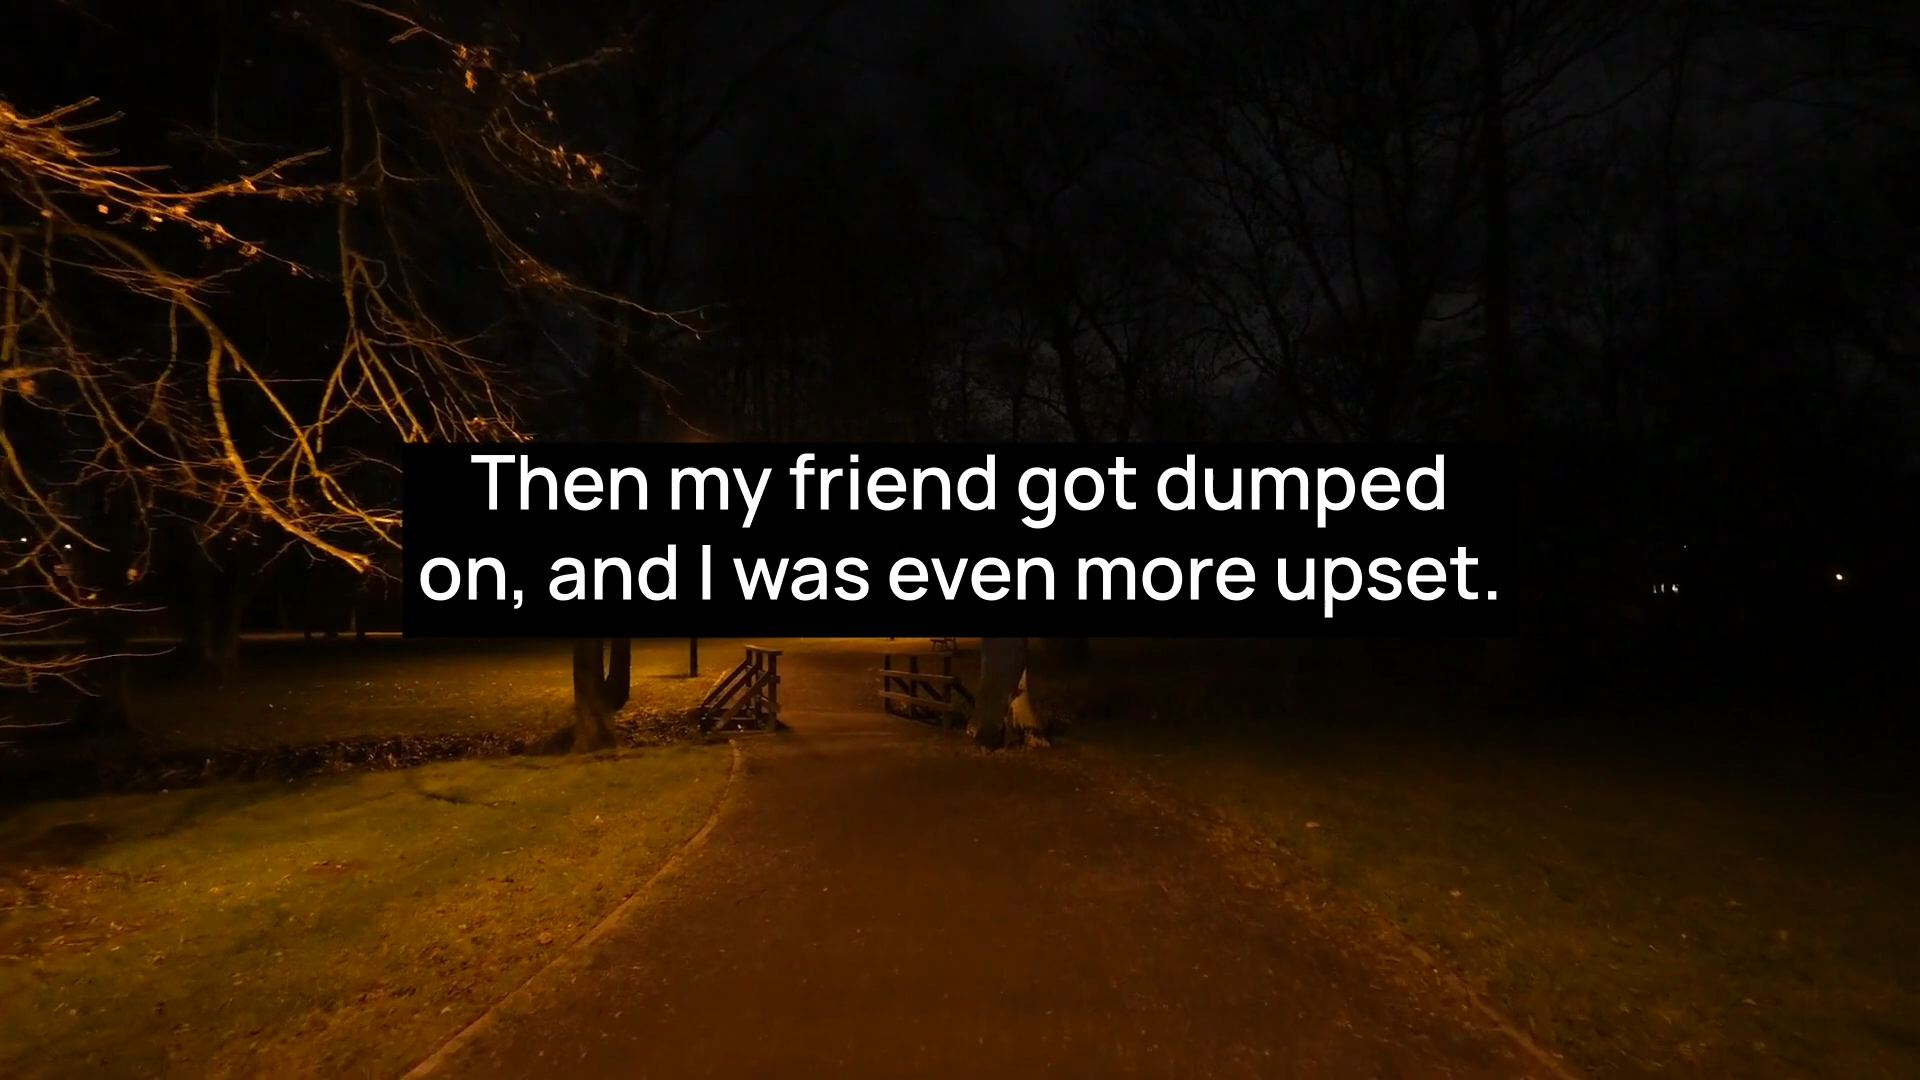 Then my friend got dumped
on, and I was even more upset.